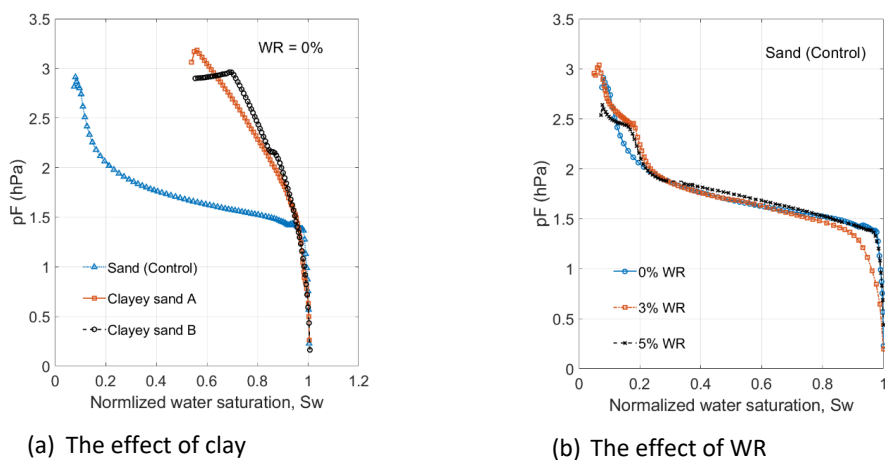 3.5
3
2.5
2
1.5
1
0.5
0
pF (hPa)
WR = 0%
Sand (Control)
Clayey sand A
Clayey sand B
0 0.2 0.4 0.6 0.8 1 1.2
Normlized water saturation, Sw
(a) The effect of clay
3.5
3
2.5
2
1.5
1
0.5
0
pF (hPa)
Sand (Control)
0% WR
3% WR
5% WR
0 0.2 0.4 0.6 0.8 1
Normalized water saturation, Sw
(b) The effect of WR